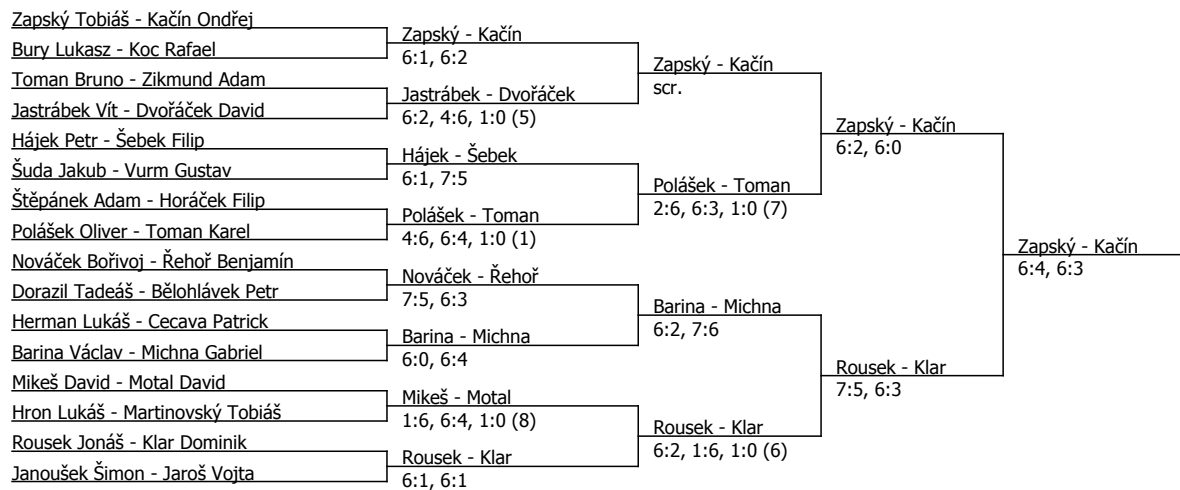 Zapský Tobiáš - Kačín Ondřej
Bury Lukasz - Koc Rafael
Toman Bruno - Zikmund Adam
Jastrábek Vít - Dvořáček David
Hájek Petr - Šebek Filip
Šuda Jakub - Vurm Gustav
Štěpánek Adam - Horáček Filip
Polášek Oliver - Toman Karel
Nováček Bořivoj - Řehoř Benjamín
Dorazil Tadeáš - Bělohlávek Petr
Herman Lukáš - Cecava Patrick
Barina Václav - Michna Gabriel
Mikeš David - Motal David
Hron Lukáš - Martinovský Tobiáš
Rousek Jonáš - Klar Dominik
Janoušek Šimon - Jaroš Vojta
Zapský - Kačín
6:1, 6:2
Jastrábek - Dvořáček
6:2, 4:6, 1:0 (5)
Hájek - Šebek
6:1, 7:5
Polášek - Toman
4:6, 6:4, 1:0 (1)
Nováček - Řehoř
7:5, 6:3
Barina - Michna
6:0, 6:4
Mikeš - Motal
1:6, 6:4, 1:0 (8)
Rousek - Klar
6:1, 6:1
Zapský - Kačín
scr.
Polášek - Toman
2:6, 6:3, 1:0 (7)
Barina - Michna
6:2, 7:6
Rousek - Klar
6:2, 1:6, 1:0 (6)
Zapský - Kačín
6:2, 6:0
Rousek - Klar
7:5, 6:3
Zapský - Kačín
6:4, 6:3